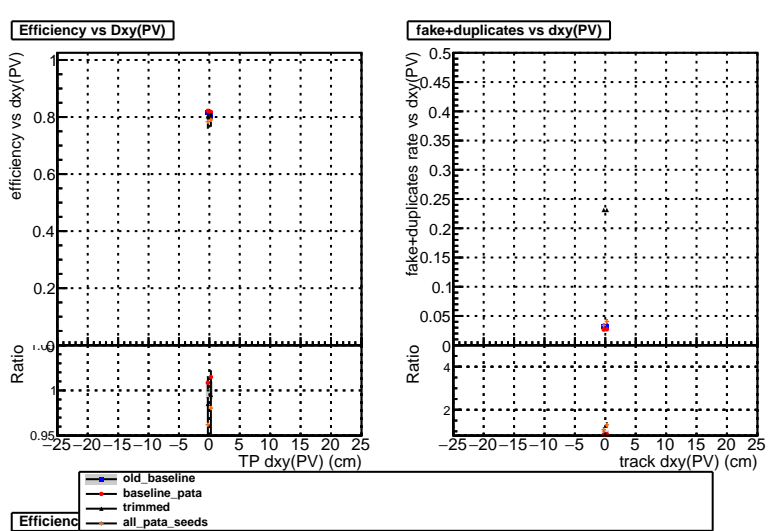 Efficiency vs Dxy(PV)
fake+duplicates vs dxy(PV)
efficiency vs dxy(PV)
1
0.8
0.6
0.4
0.2
0
fake+duplicates rate vs dxy(PV)
0.5
0.45
0.4
0.35
0.3
0.25
0.2
0.15
0.1
0.05
0
Ratio
1
0.95
Ratio
4
2
−25 −20 −15 −10 −5 0 5 10 15 20 25
TP dxy(PV) (cm)
−25 −20 −15 −10 −5 0 5 10 15 20 25
track dxy(PV) (cm)
old_baseline
baseline_pata
trimmed
all_pata_seeds